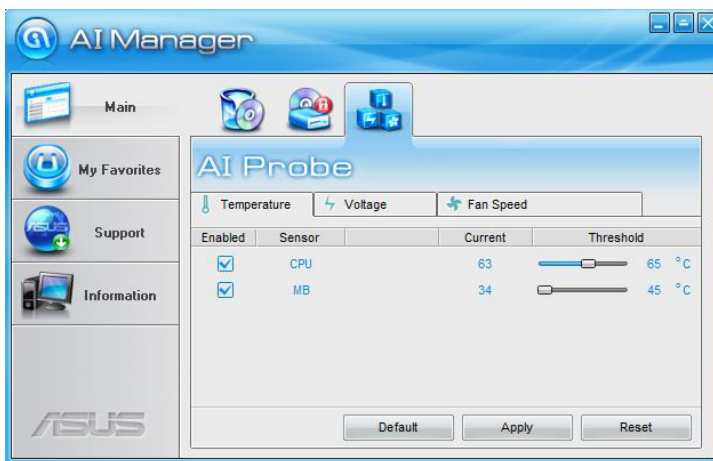 AI Manager
Main
My Favorites
Support
Information
AI Probe
Temperature Voltage Fan Speed
Enabled Sensor Current Threshold
CPU 63 65 °C
MB 34 45 °C
Default Apply Reset
ASUS